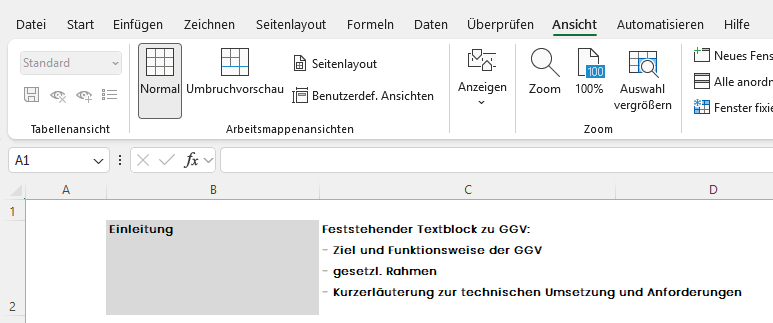 Datei Start Einfügen Zeichnen Seitenlayout Formeln Daten Überprüfen Ansicht Automatisieren Hilfe
Standard
Tabellenansicht
Normal
Umbruchvorschau
Seitenlayout
Benutzerdef. Ansichten
Arbeitsmappenansichten
Anzeigen
Zoom
100
100%
Auswahl
vergrößern
Zoom
Neues Fens
Alle anordn
Fenster fixie
A1
fx
A B C D
1
Einleitung
Feststehender Textblock zu GGV:
- Ziel und Funktionsweise der GGV
- gesetzl. Rahmen
- Kurzerläuterung zur technischen Umsetzung und Anforderungen
2